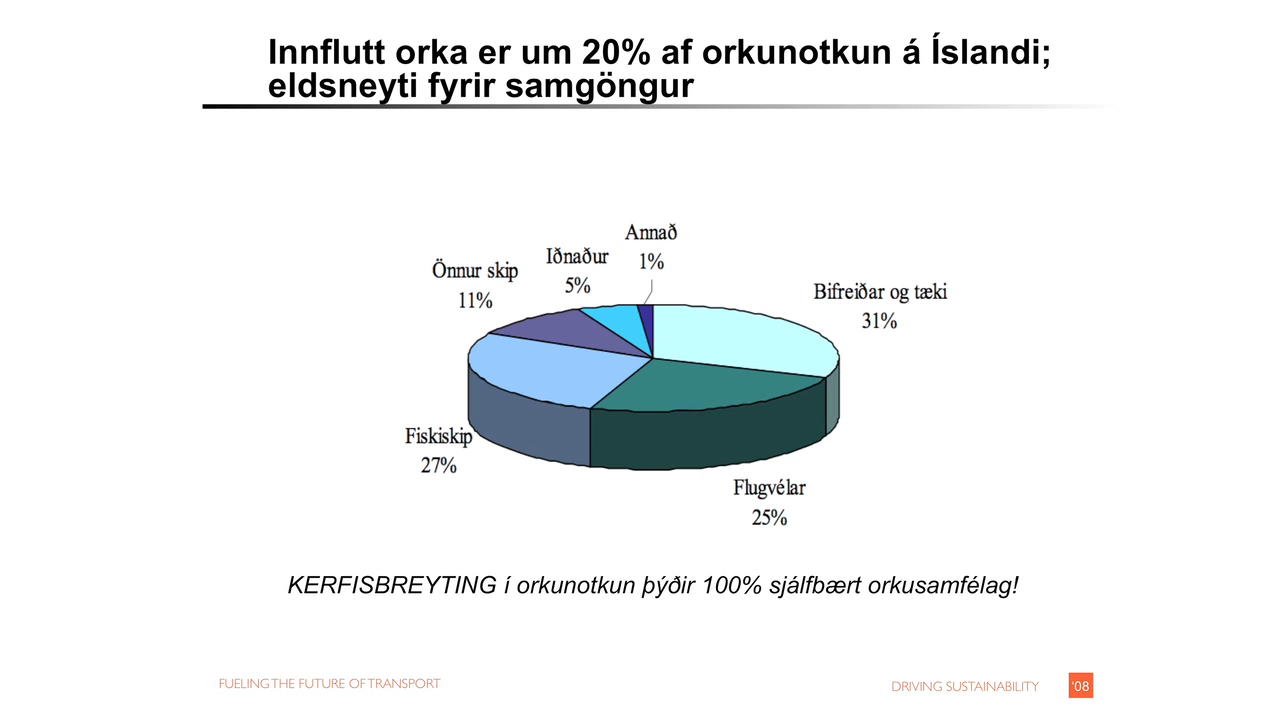 Innflutt orka er um 20% af orkunotkun á Íslandi;
eldsneyti fyrir samgöngur
Annað
1%
Iðnaður
5%
Önnur skip
11%
Bifreiðar og tæki
31%
Fiskiskip
27%
Flugvélar
25%
KERFISBREYTING í orkunotkun þýðir 100% sjálfbært orkusamfélag!
FUELING THE FUTURE OF TRANSPORT
DRIVING SUSTAINABILITY
'08